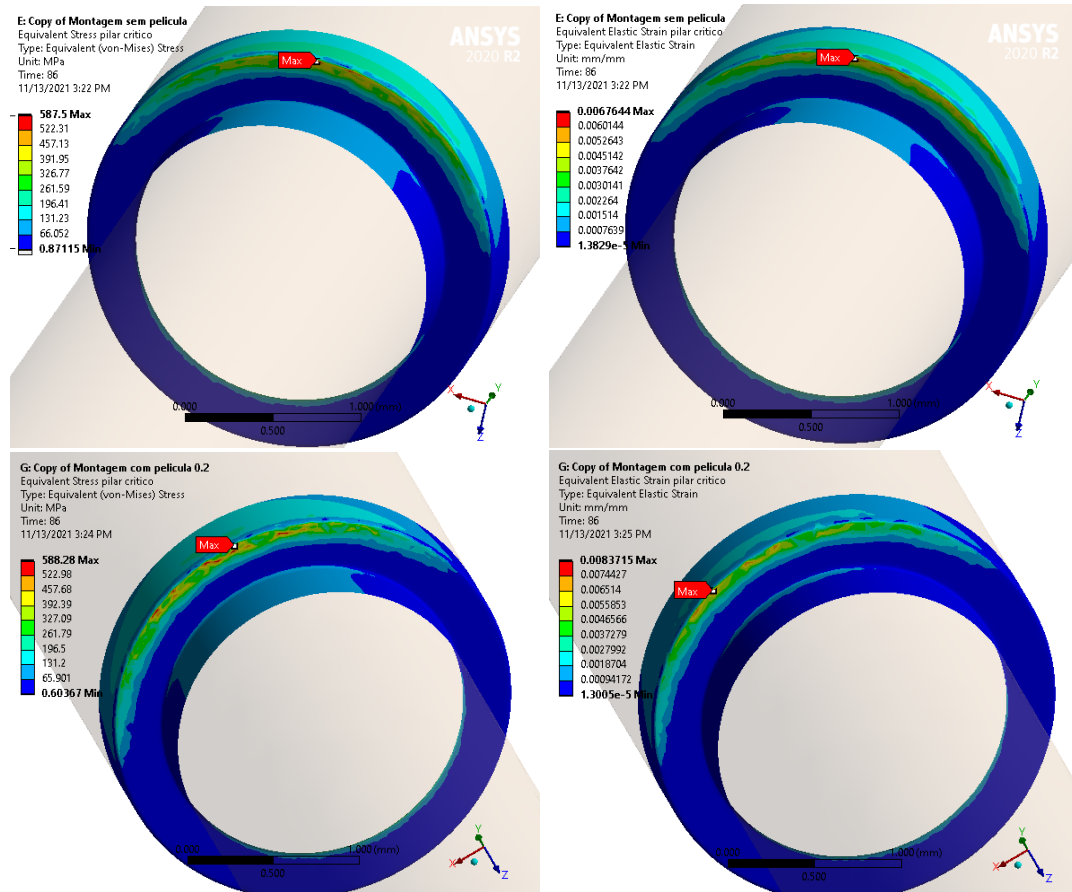 E: Copy of Montagem sem pelicula
Equivalent Stress pilar critico
Type: Equivalent (von-Mises) Stress
Unit: MPa
Time: 86
11/13/2021 3:22 PM
ANSYS
2020 R2
587.5 Max
522.31
457.13
391.95
326.77
261.59
196.41
131.23
66.052
0.87115 Min
Max
0.000
1.000 (mm)
0.500
X
Y
Z
E: Copy of Montagem sem pelicula
Equivalent Elastic Strain pilar critico
Type: Equivalent Elastic Strain
Unit: mm/mm
Time: 86
11/13/2021 3:22 PM
ANSYS
2020 R2
0.0067644 Max
0.0060144
0.0052643
0.0045142
0.0037642
0.0030141
0.002264
0.001514
0.0007639
1.3829e-5 Min
Max
0.000
1.000 (mm)
0.500
X
Y
Z
G: Copy of Montagem com pelicula 0.2
Equivalent Stress pilar critico
Type: Equivalent (von-Mises) Stress
Unit: MPa
Time: 86
11/13/2021 3:24 PM
588.28 Max
522.98
457.68
392.39
327.09
261.79
196.5
131.2
65.901
0.60367 Min
Max
0.000
1.000 (mm)
0.500
X
Y
Z
G: Copy of Montagem com pelicula 0.2
Equivalent Elastic Strain pilar critico
Type: Equivalent Elastic Strain
Unit: mm/mm
Time: 86
11/13/2021 3:25 PM
0.0083715 Max
0.0074427
0.006514
0.0055853
0.0046566
0.0037279
0.0027992
0.0018704
0.00094172
1.3005e-5 Min
Max
0.000
1.000 (mm)
0.500
X
Y
Z